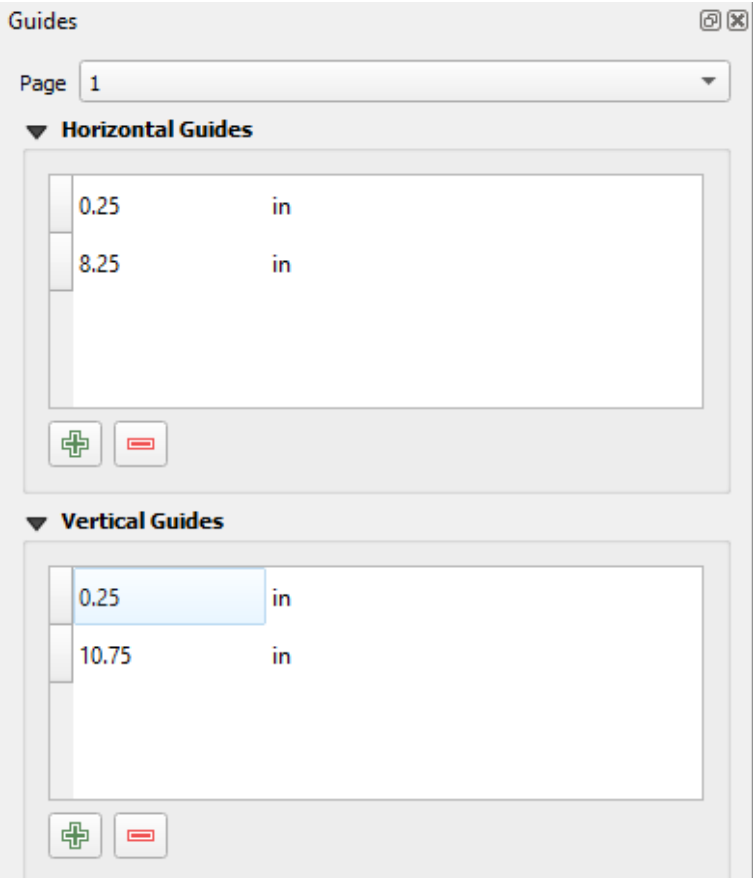 Guides
Page 1
Horizontal Guides
0.25 in
8.25 in
Vertical Guides
0.25 in
10.75 in